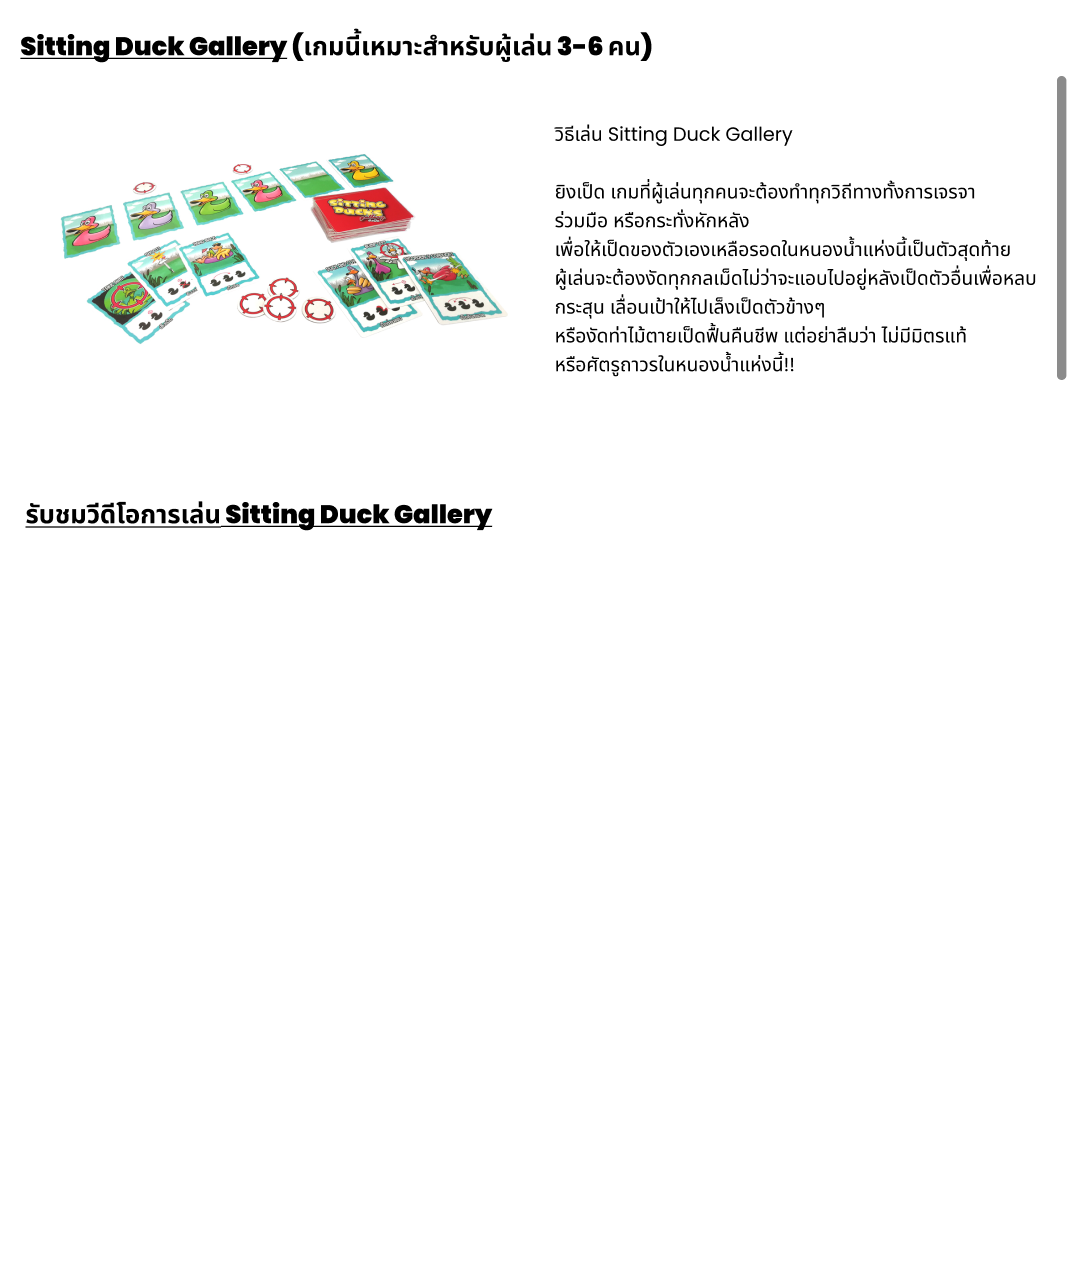 Sitting Duck Gallery (เกมนี้เหมาะสำหรับผู้เล่น 3-6 คน)
วิธีเล่น Sitting Duck Gallery
ยิงเป็ด เกมที่ผู้เล่นทุกคนจะต้องทำทุกวิถีทางทั้งการเจรจา
ร่วมมือ หรือกระทั่งหักหลัง
เพื่อให้เป็ดของตัวเองเหลือรอดในหนองน้ำแห่งนี้เป็นตัวสุดท้าย
ผู้เล่นจะต้องงัดทุกกลเม็ดไม่ว่าจะแอบไปอยู่หลังเป็ดตัวอื่นเพื่อหลบ
กระสุน เลื่อนเป้าให้ไปเล็งเป็ดตัวข้างๆ
หรืองัดท่าไม้ตายเป็ดฟื้นคืนชีพ แต่อย่าลืมว่า ไม่มีมิตรแท้
หรือศัตรูถาวรในหนองน้ำแห่งนี้!!
SITTING
DUCKS
รับชมวีดีโอการเล่น Sitting Duck Gallery